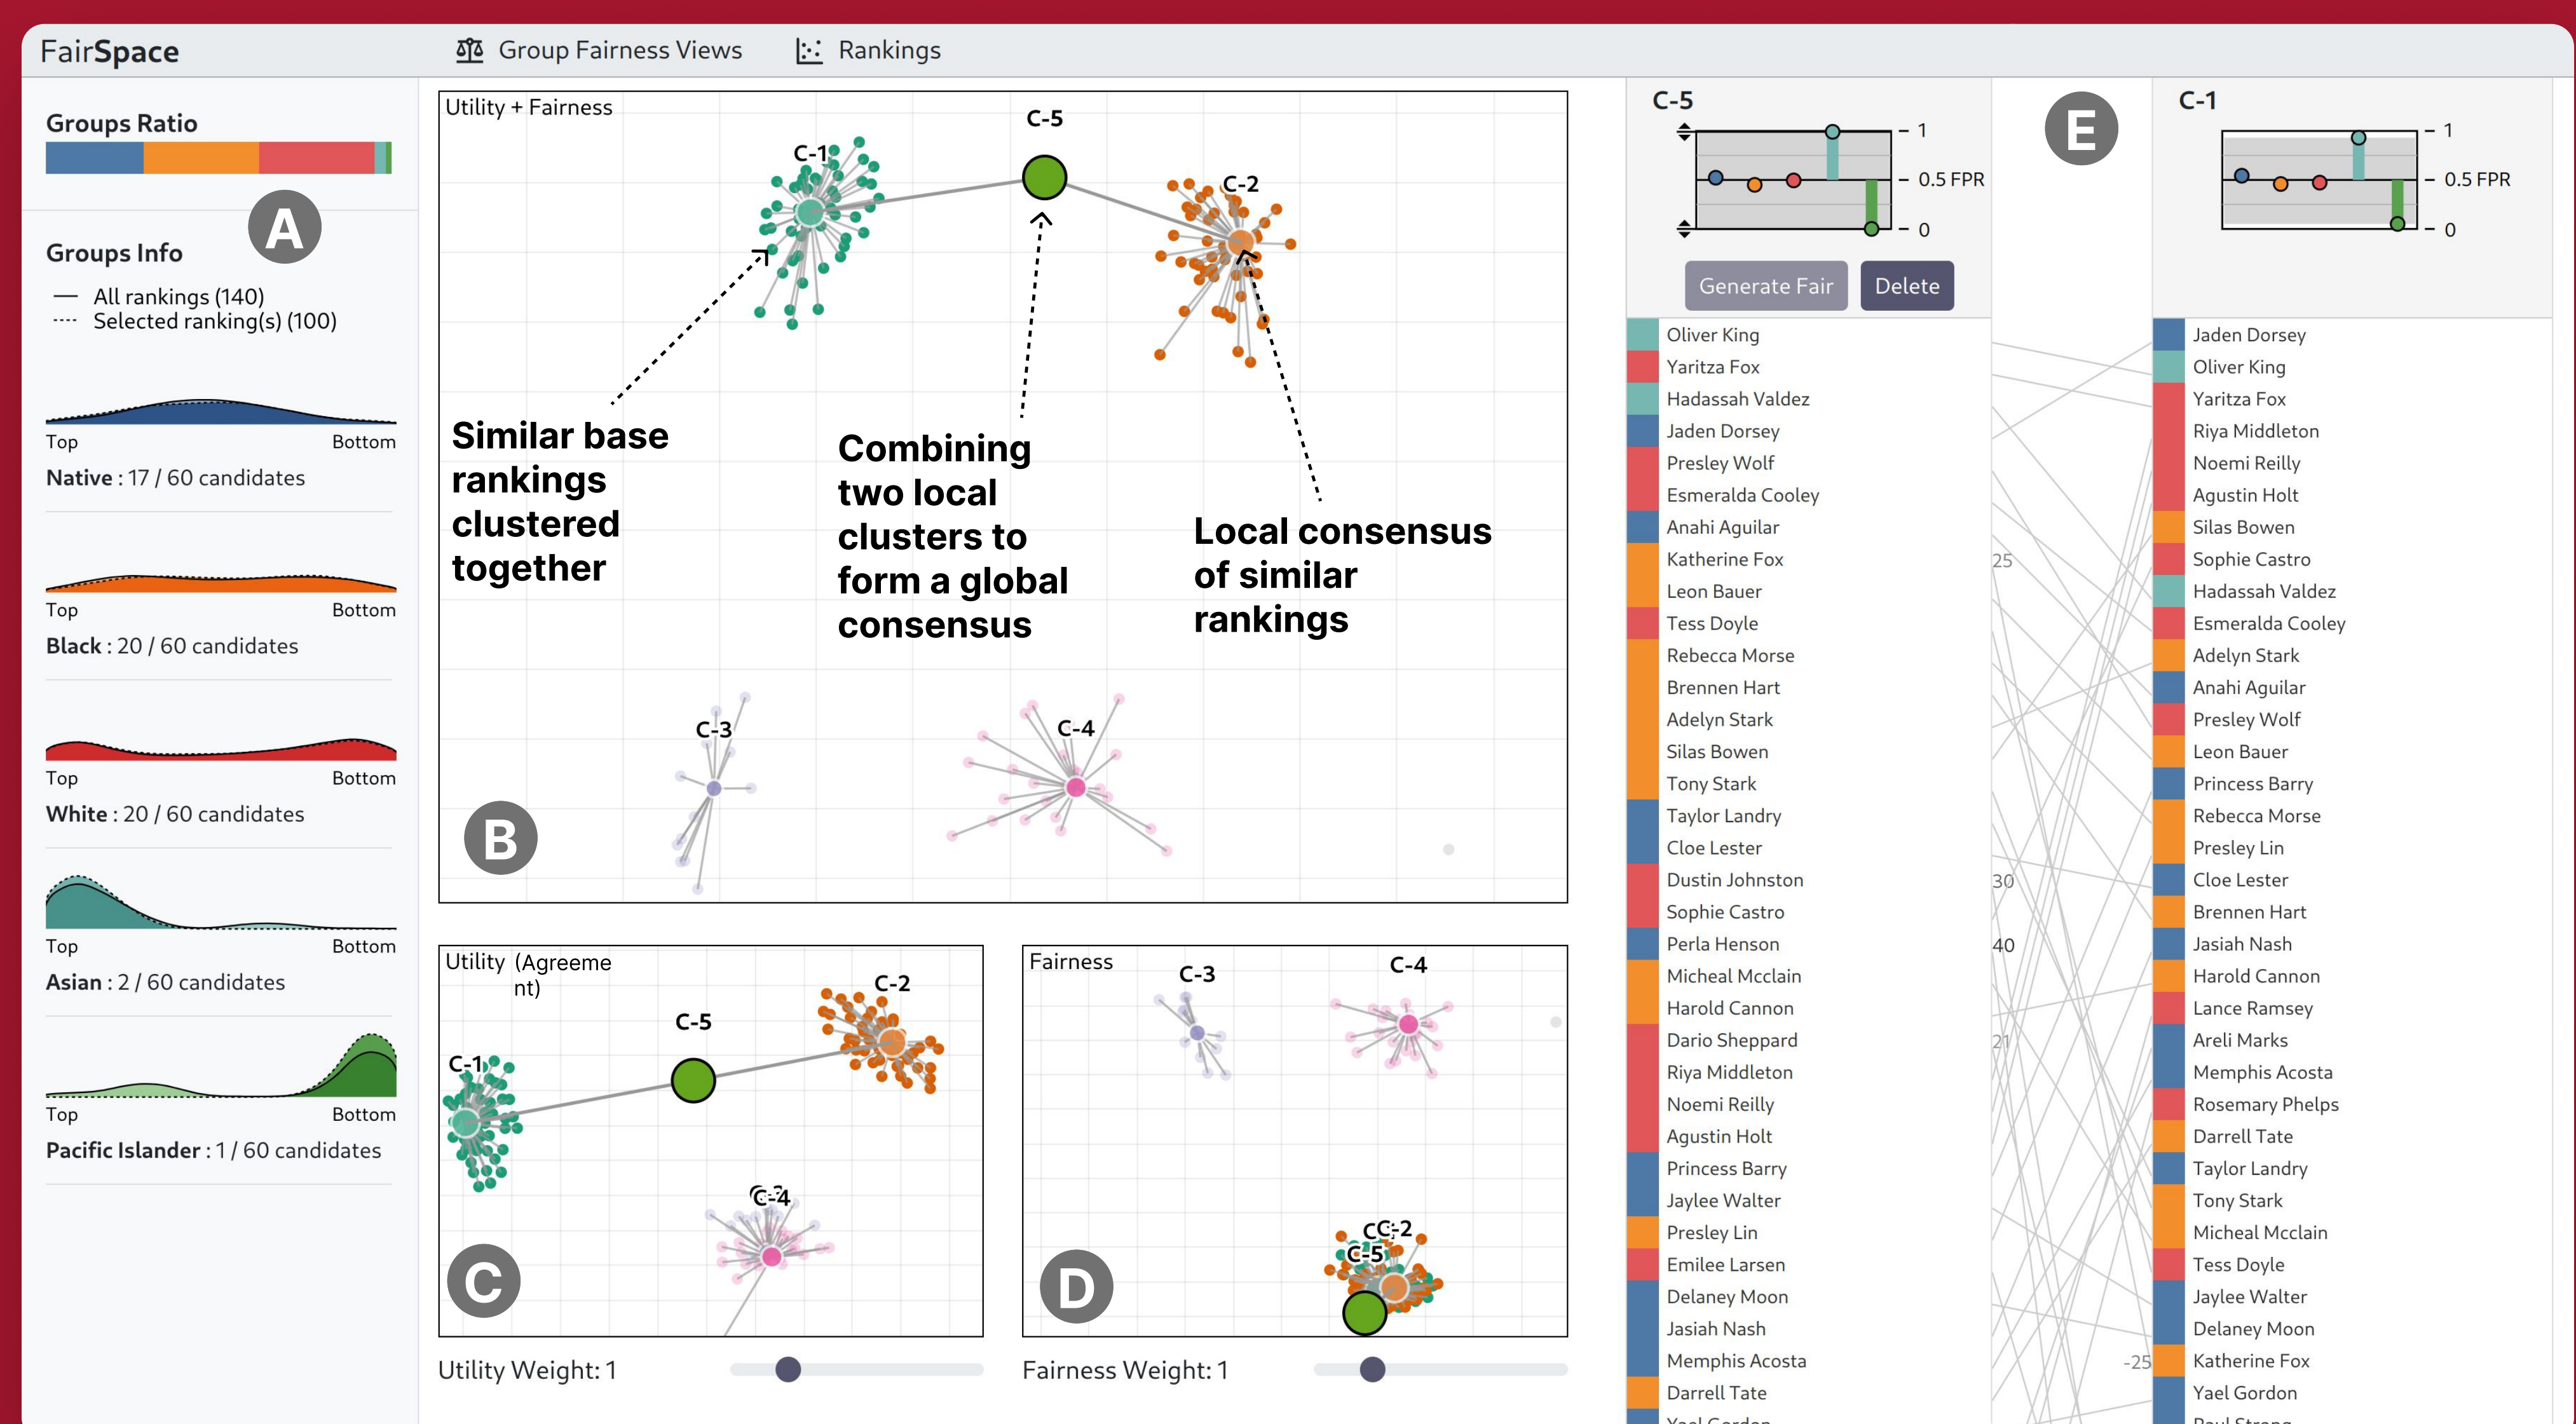 FairSpace
Group Fairness Views
Rankings
Groups Ratio
A
Groups Info
All rankings (140)
Selected ranking(s) (100)
Top Bottom
Native : 17 / 60 candidates
Top Bottom
Black : 20 / 60 candidates
Top Bottom
White : 20 / 60 candidates
Top Bottom
Asian : 2 / 60 candidates
Top Bottom
Pacific Islander : 1 / 60 candidates
Utility + Fairness
C-1
C-5
C-2
Similar base
rankings
clustered
together
Combining
two local
clusters to
form a global
consensus
Local consensus
of similar
rankings
C-3
C-4
B
Utility (Agreeme
nt)
C-2
C-5
C-1
C-4
C
Utility Weight: 1
Fairness
C-3
C-4
C-2
C-5
D
Fairness Weight: 1
C-5
1
0.5 FPR
0
Generate Fair
Delete
Oliver King
Yaritza Fox
Hadassah Valdez
Jaden Dorsey
Presley Wolf
Esmeralda Cooley
Anahi Aguilar
Katherine Fox
Leon Bauer
Tess Doyle
Rebecca Morse
Brennen Hart
Adelyn Stark
Silas Bowen
Tony Stark
Taylor Landry
Cloe Lester
Dustin Johnston
Sophie Castro
Perla Henson
Micheal Mcclain
Harold Cannon
Dario Sheppard
Riya Middleton
Noemi Reilly
Agustin Holt
Princess Barry
Jaylee Walter
Presley Lin
Emilee Larsen
Delaney Moon
Jasiah Nash
Memphis Acosta
Darrell Tate
Yael Gordon
E
25
30
40
21
-25
C-1
1
0.5 FPR
0
Jaden Dorsey
Oliver King
Yaritza Fox
Riya Middleton
Noemi Reilly
Agustin Holt
Silas Bowen
Sophie Castro
Hadassah Valdez
Esmeralda Cooley
Adelyn Stark
Anahi Aguilar
Presley Wolf
Leon Bauer
Princess Barry
Rebecca Morse
Presley Lin
Cloe Lester
Brennen Hart
Jasiah Nash
Harold Cannon
Lance Ramsey
Areli Marks
Memphis Acosta
Rosemary Phelps
Darrell Tate
Taylor Landry
Tony Stark
Micheal Mcclain
Tess Doyle
Jaylee Walter
Delaney Moon
Katherine Fox
Yael Gordon